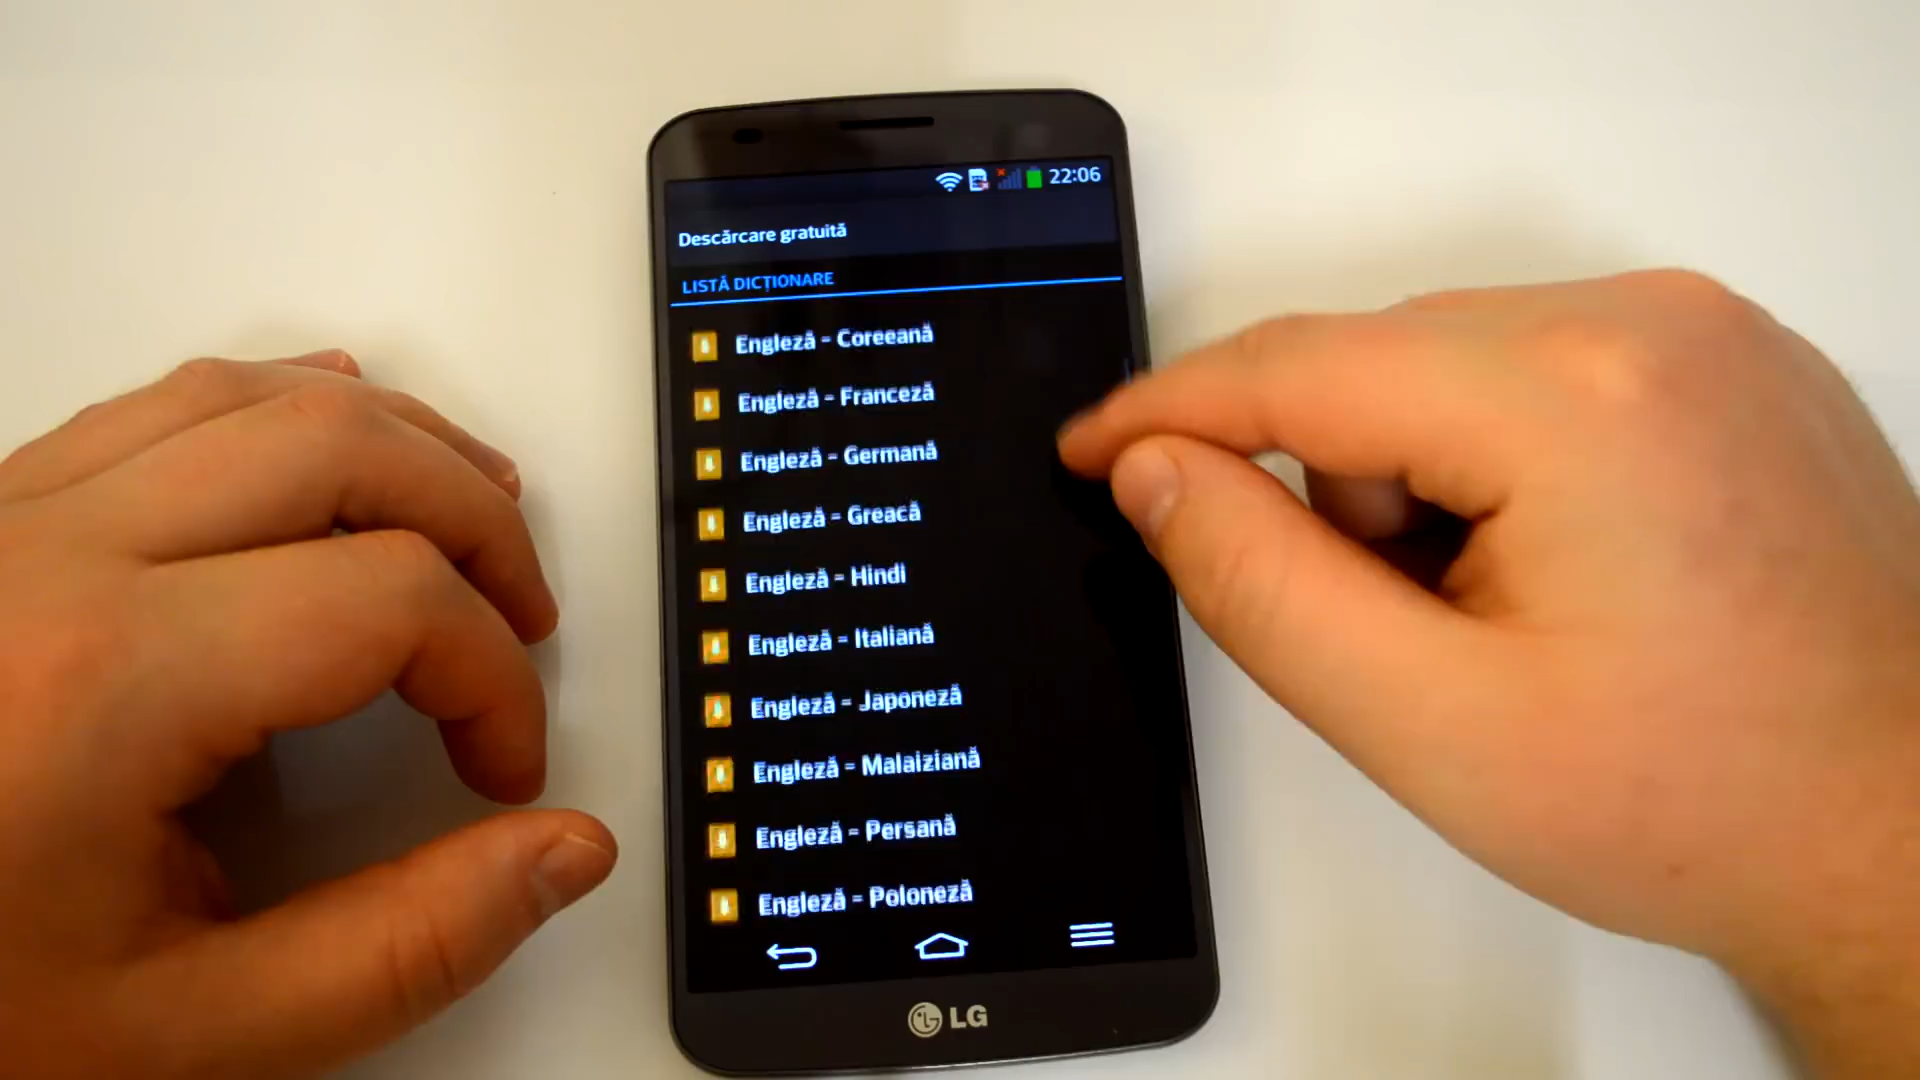 22:06
Descărcare gratuită
LISTĂ DICȚIONARE
Engleză - Coreeană
Engleză - Franceză
Engleză - Germană
Engleză - Greacă
Engleză - Hindi
Engleză - Italiană
Engleză - Japoneză
Engleză - Malaiziană
Engleză - Persană
Engleză - Poloneză
LG